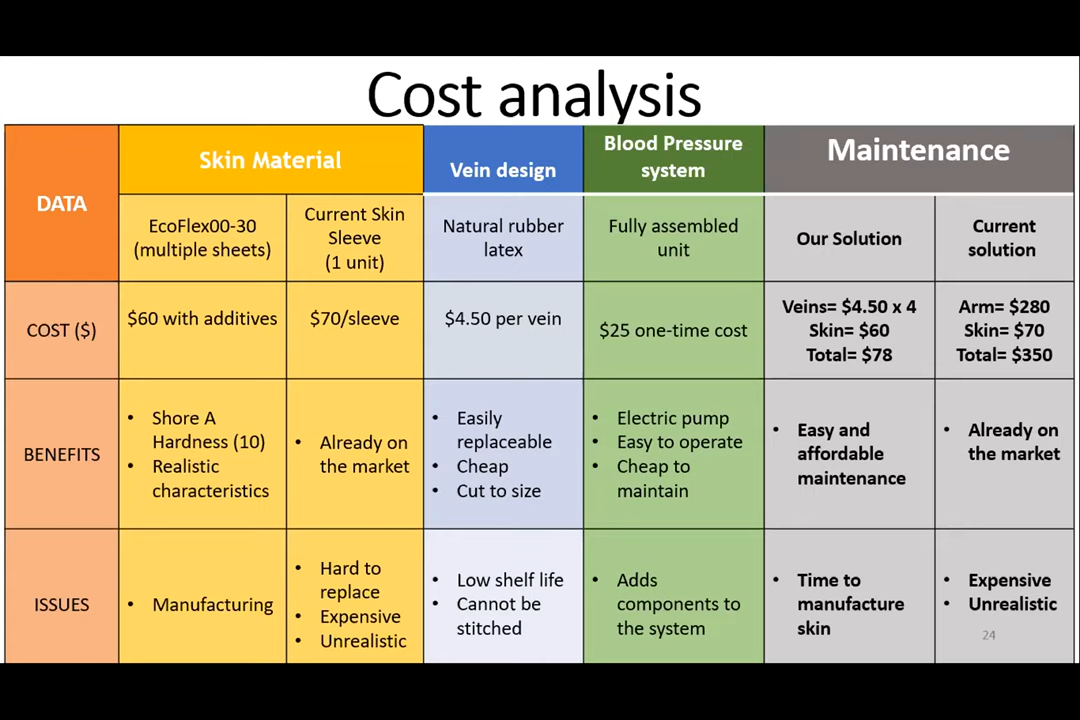 Cost analysis
DATA
Skin Material
Vein design
Blood Pressure
system
Maintenance
EcoFlex00-30
(multiple sheets)
Current Skin
Sleeve
(1 unit)
Natural rubber
latex
Fully assembled
unit
Our Solution
Current
solution
COST ($)
$60 with additives
$70/sleeve
$4.50 per vein
$25 one-time cost
Veins= $4.50 x 4
Skin= $60
Total= $78
Arm= $280
Skin= $70
Total= $350
BENEFITS
• Shore A
Hardness (10)
• Realistic
characteristics
• Already on
the market
• Easily
replaceable
• Cheap
• Cut to size
• Electric pump
• Easy to operate
• Cheap to
maintain
• Easy and
affordable
maintenance
• Already on
the market
ISSUES
• Manufacturing
• Hard to
replace
• Expensive
• Unrealistic
• Low shelf life
• Cannot be
stitched
• Adds
components to
the system
• Time to
manufacture
skin
• Expensive
• Unrealistic
24